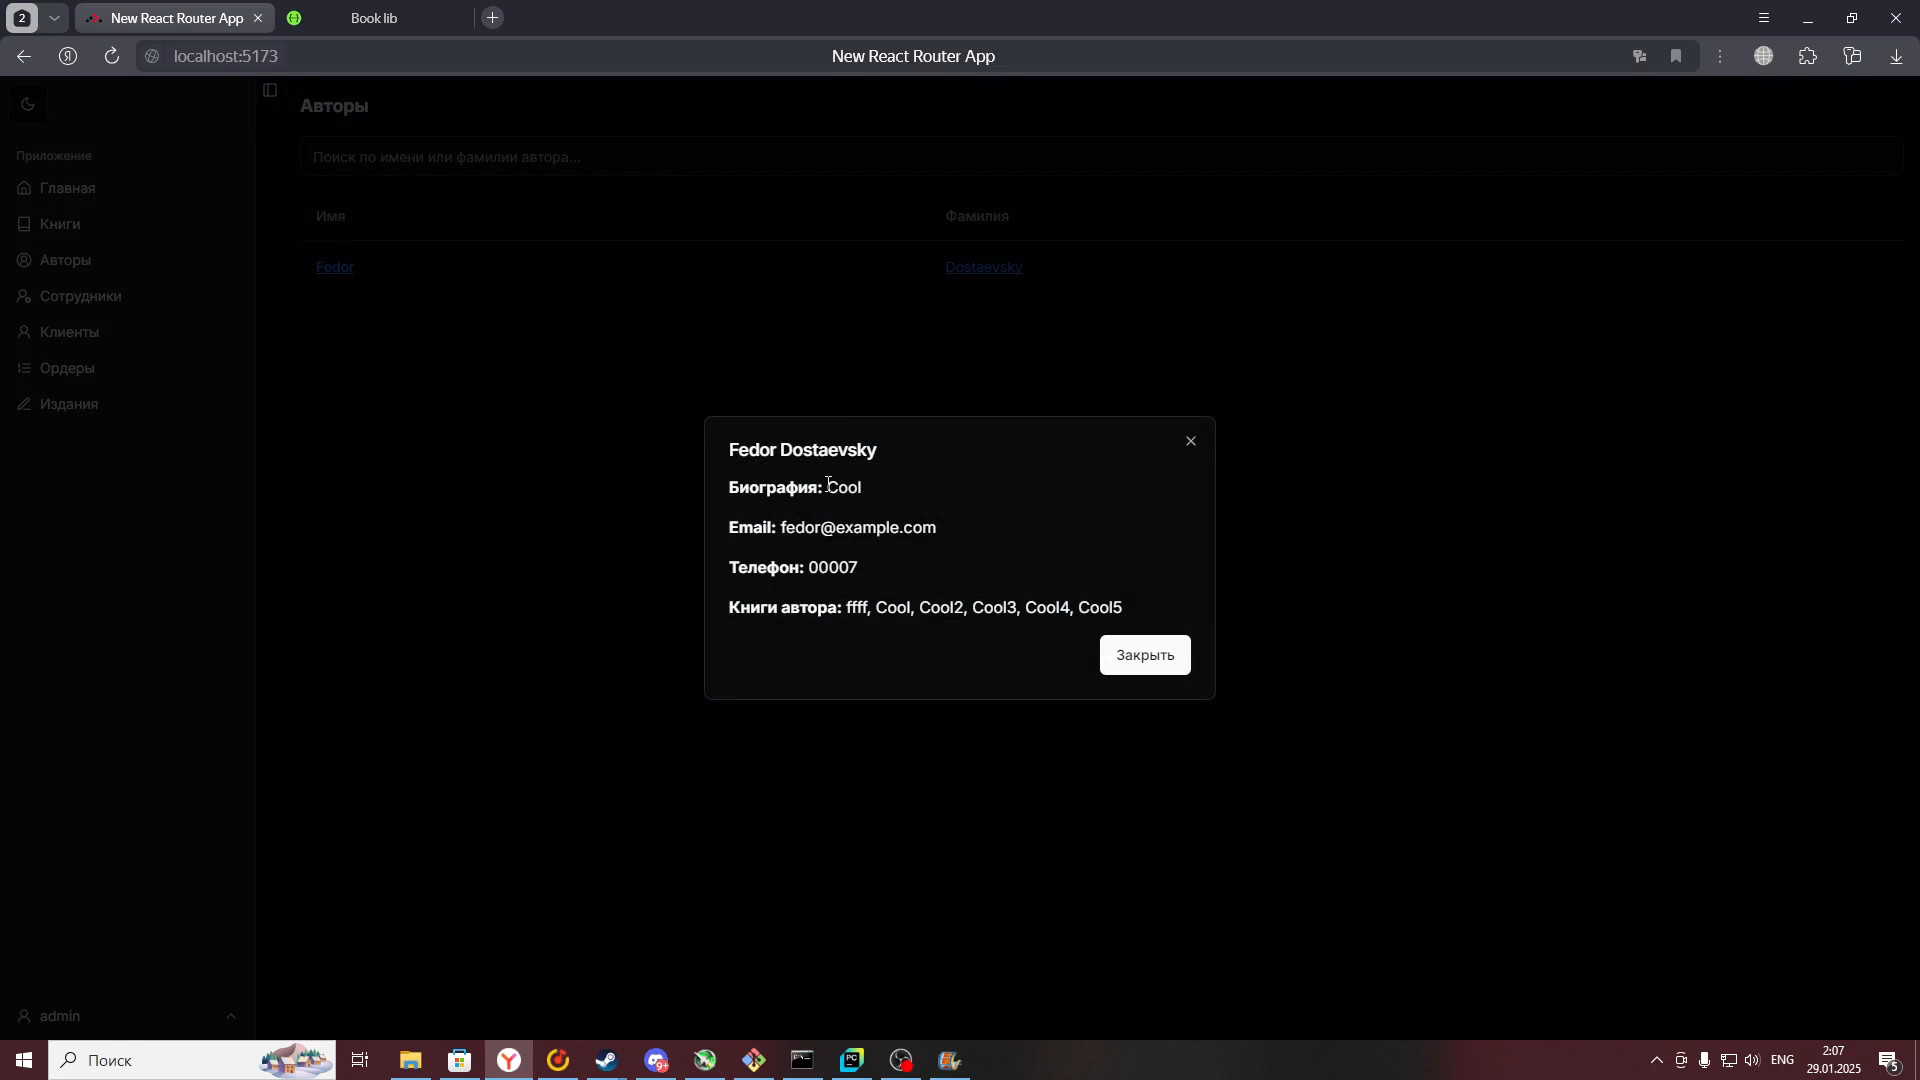 2
New React Router App
Book lib
localhost:5173
New React Router App
Авторы
Поиск по имени или фамилии автора...
Приложение
Главная
Книги
Авторы
Сотрудники
Клиенты
Ордеры
Издания
Имя
Фамилия
Fedor
Dostaevsky
Fedor Dostaevsky
Биография: Cool
Email: fedor@example.com
Телефон: 00007
Книги автора: ffff, Cool, Cool2, Cool3, Cool4, Cool5
Закрыть
admin
Поиск
9+
PC
ENG
2:07
29.01.2025
5